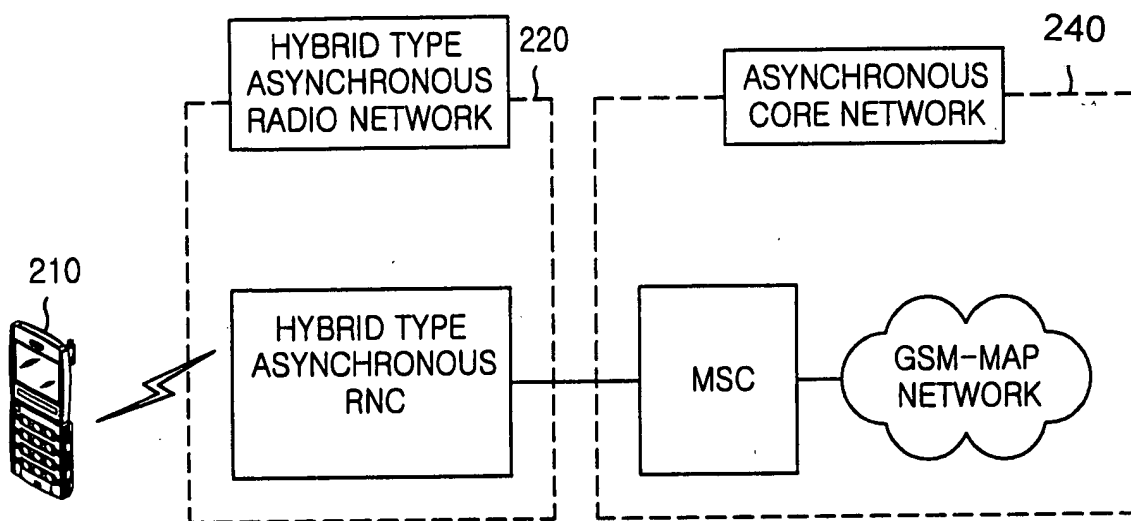 HYBRID TYPE
ASYNCHRONOUS
RADIO NETWORK
220
ASYNCHRONOUS
CORE NETWORK
240
210
HYBRID TYPE
ASYNCHRONOUS
RNC
MSC
GSM-MAP
NETWORK